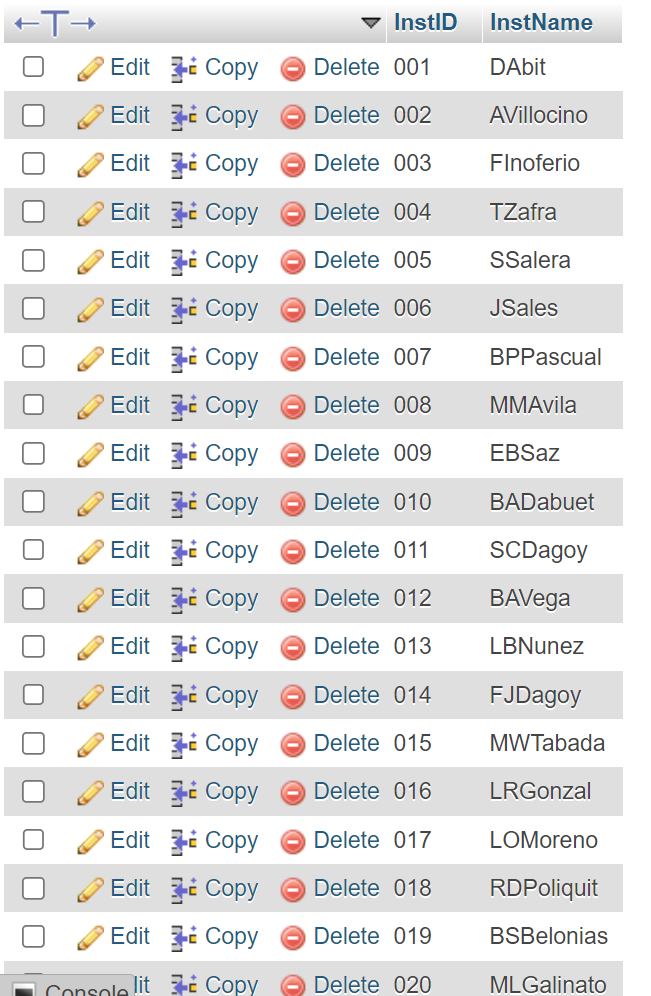 InstID InstName
Edit Copy Delete 001 DAbit
Edit Copy Delete 002 AVillocino
Edit Copy Delete 003 FInoferio
Edit Copy Delete 004 TZafra
Edit Copy Delete 005 SSalera
Edit Copy Delete 006 JSales
Edit Copy Delete 007 BPPascual
Edit Copy Delete 008 MMAvila
Edit Copy Delete 009 EBSaz
Edit Copy Delete 010 BADabuet
Edit Copy Delete 011 SCDagoy
Edit Copy Delete 012 BAVega
Edit Copy Delete 013 LBNunez
Edit Copy Delete 014 FJDagoy
Edit Copy Delete 015 MWTabada
Edit Copy Delete 016 LRGonzal
Edit Copy Delete 017 LOMoreno
Edit Copy Delete 018 RDPoliquit
Edit Copy Delete 019 BSBelonias
Console Copy Delete 020 MLGalinato